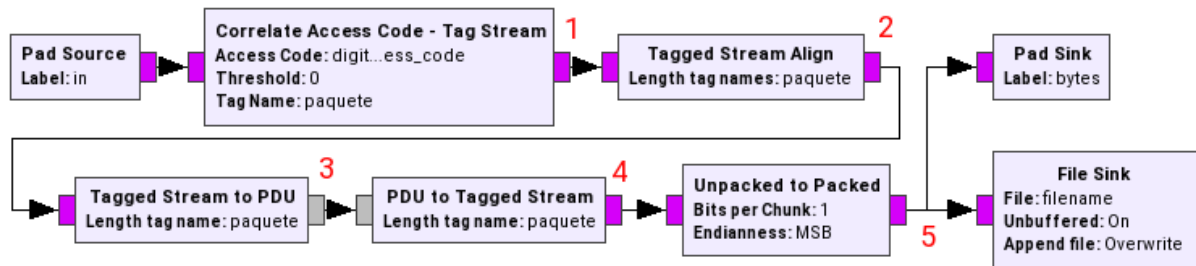 Pad Source
Label: in
Correlate Access Code - Tag Stream
Access Code: digit...ess_code
Threshold: 0
Tag Name: paquete
1
Tagged Stream Align
Length tag names: paquete
2
Pad Sink
Label: bytes
Tagged Stream to PDU
Length tag name: paquete
3
PDU to Tagged Stream
Length tag name: paquete
4
Unpacked to Packed
Bits per Chunk: 1
Endianness: MSB
5
File Sink
File: filename
Unbuffered: On
Append file: Overwrite